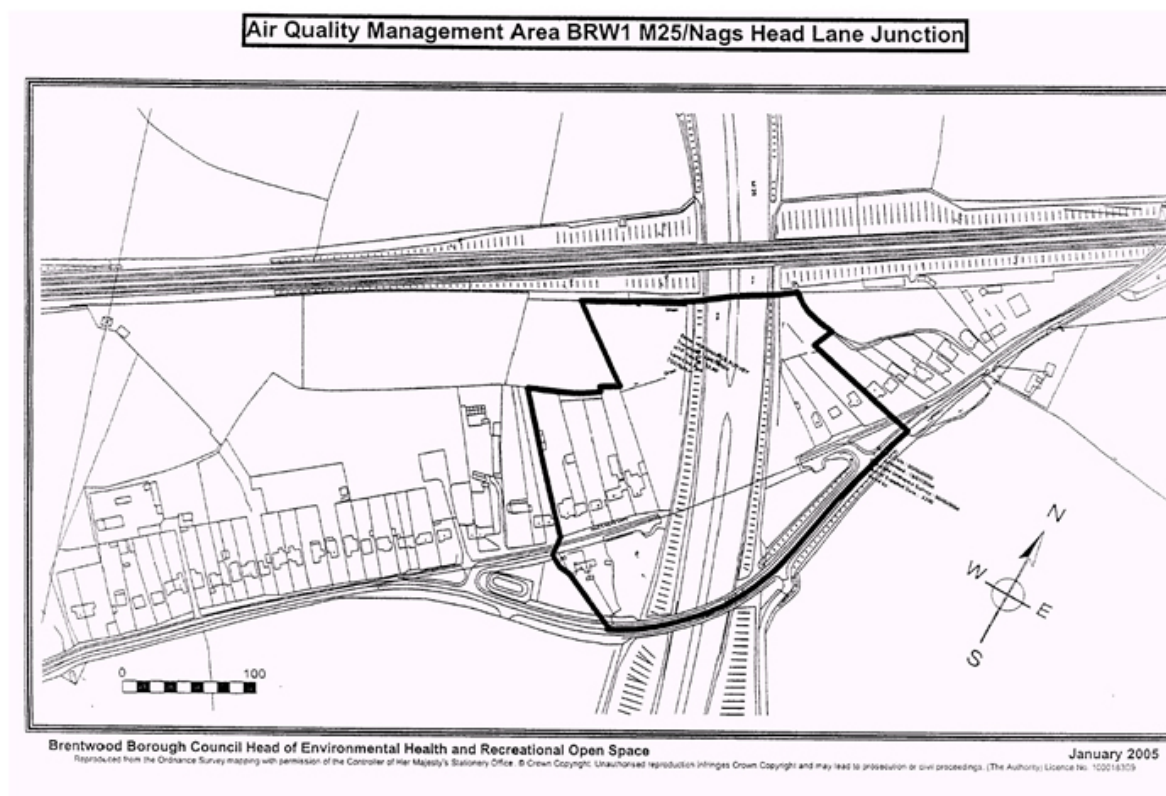 Air Quality Management Area BRW1 M25/Nags Head Lane Junction
M 25
N
W
E
S
0 100
Brentwood Borough Council Head of Environmental Health and Recreational Open Space
January 2005
Reproduced from the Ordnance Survey mapping with permission of the Controller of Her Majesty's Stationery Office. © Crown Copyright. Unauthorised reproduction infringes Crown Copyright and may lead to prosecution or civil proceedings. (The Authority) Licence No. 100018309